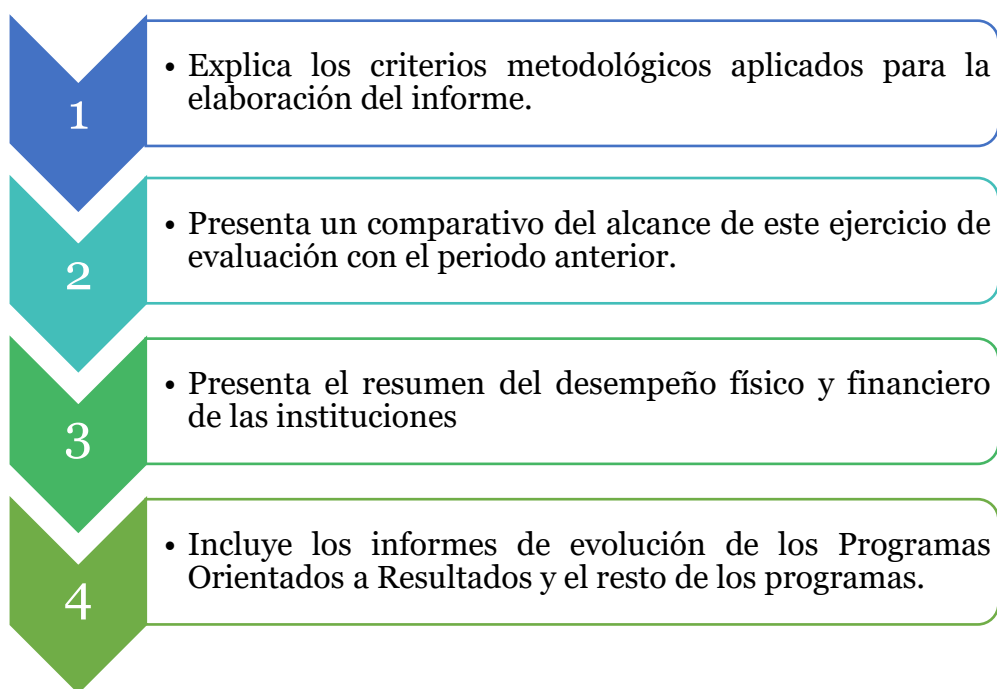 1
• Explica los criterios metodológicos aplicados para la
elaboración del informe.
2
• Presenta un comparativo del alcance de este ejercicio de
evaluación con el periodo anterior.
3
• Presenta el resumen del desempeño físico y financiero
de las instituciones
4
• Incluye los informes de evolución de los Programas
Orientados a Resultados y el resto de los programas.